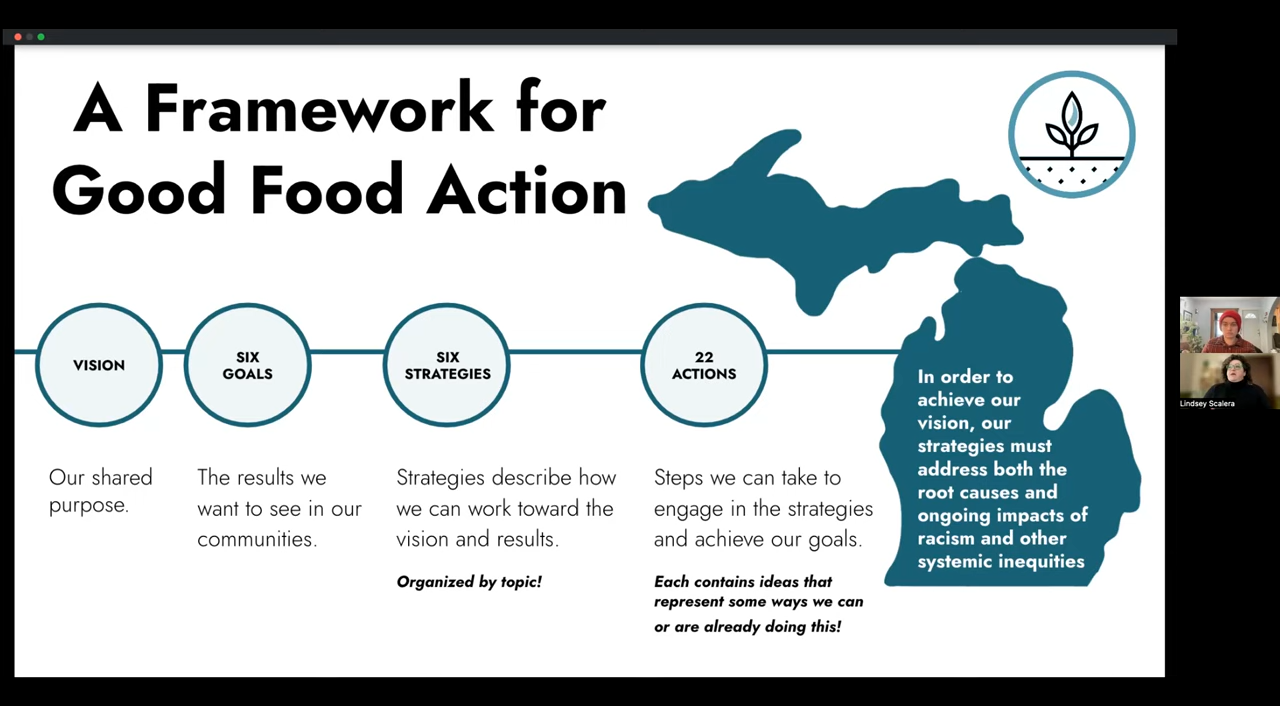 A Framework for
Good Food Action
VISION
SIX
GOALS
SIX
STRATEGIES
22
ACTIONS
Our shared
purpose.
The results we
want to see in our
communities.
Strategies describe how
we can work toward the
vision and results.
Organized by topic!
Steps we can take to
engage in the strategies
and achieve our goals.
Each contains ideas that
represent some ways we can
or are already doing this!
In order to
achieve our
vision, our
strategies must
address both the
root causes and
ongoing impacts of
racism and other
systemic inequities
Lindsey Scalera